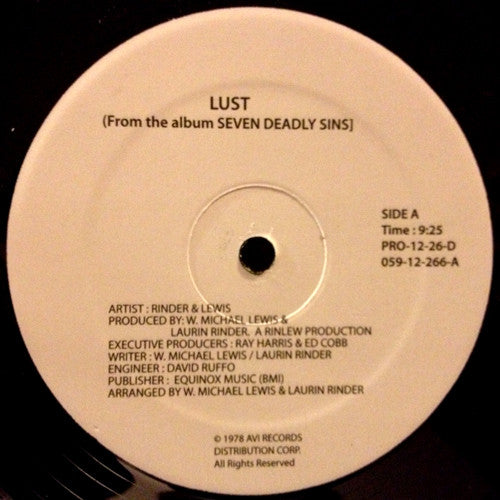 LUST
(From the album SEVEN DEADLY SINS]
SIDE A
Time : 9:25
PRO-12-26-D
059-12-266-A
ARTIST : RINDER & LEWIS
PRODUCED BY: W. MICHAEL LEWIS &
LAURIN RINDER. A RINLEW PRODUCTION
EXECUTIVE PRODUCERS : RAY HARRIS & ED COBB
WRITER : W. MICHAEL LEWIS / LAURIN RINDER
ENGINEER : DAVID RUFFO
PUBLISHER : EQUINOX MUSIC (BMI)
ARRANGED BY W. MICHAEL LEWIS & LAURIN RINDER
© 1978 AVI RECORDS
DISTRIBUTION CORP.
All Rights Reserved